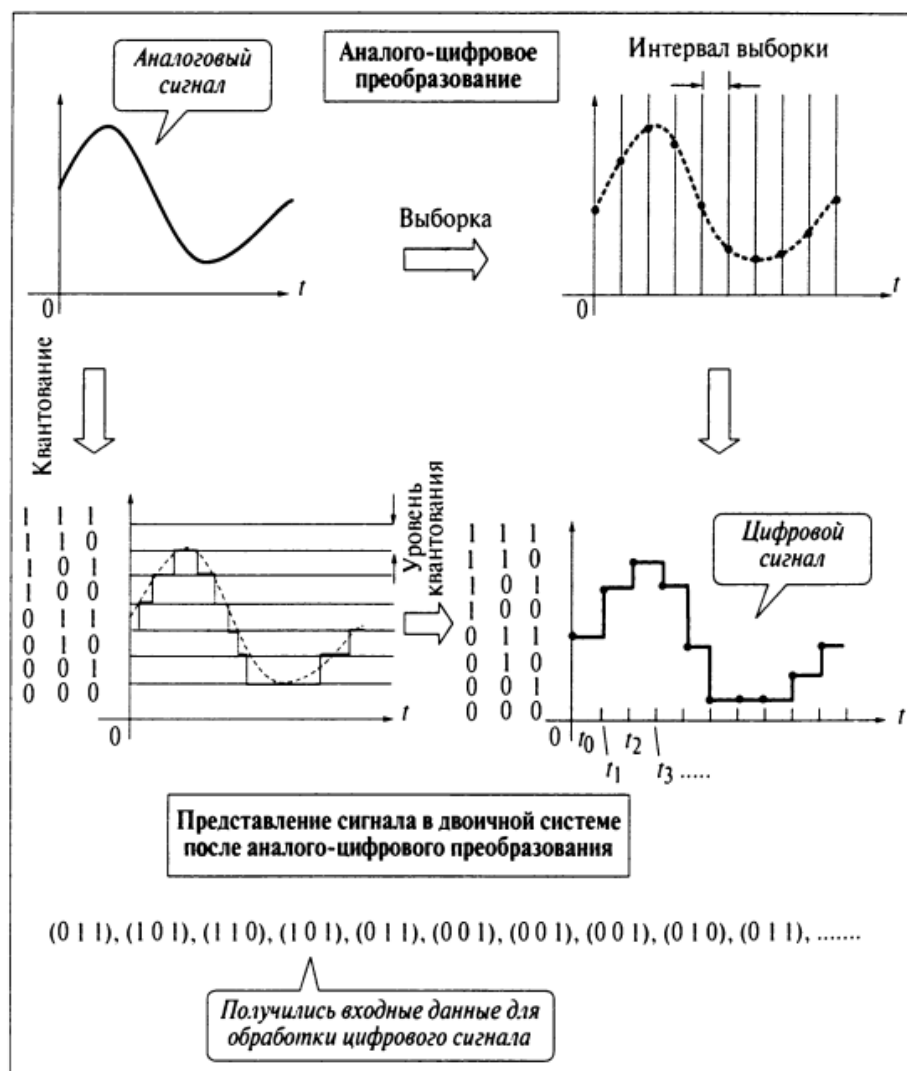 Аналоговый
сигнал
Аналого-цифровое
преобразование
Интервал выборки
t
0
Выборка
t
0
Квантование
1 1 1
1 1 0
1 0 1
1 0 0
0 1 1
0 1 0
0 0 1
0 0 0
t
0
Уровень
квантования
1 1 1
1 1 0
1 0 1
1 0 0
0 1 1
0 1 0
0 0 1
0 0 0
Цифровой
сигнал
t
0 t0 t2
t1 t3 .....
Представление сигнала в двоичной системе
после аналого-цифрового преобразования
(0 1 1), (1 0 1), (1 1 0), (1 0 1), (0 1 1), (0 0 1), (0 0 1), (0 0 1), (0 1 0), (0 1 1), .......
Получились входные данные для
обработки цифрового сигнала